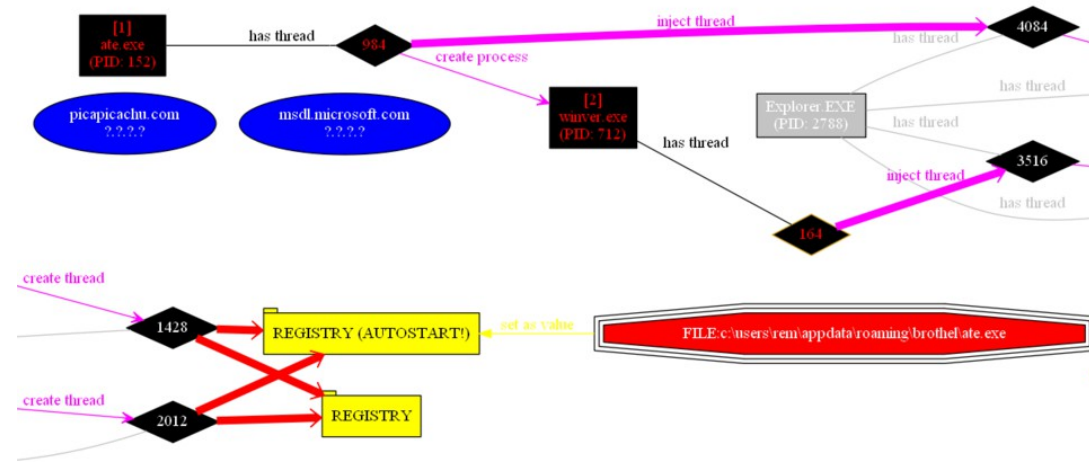 [1]
ate.exe
(PID: 152)
has thread
984
inject thread
4084
has thread
create process
picapicachu.com
?.?.?.?
msdl.microsoft.com
?.?.?.?
[2]
winver.exe
(PID: 712)
has thread
Explorer.EXE
(PID: 2788)
has thread
has thread
inject thread
3516
has thread
164
create thread
1428
REGISTRY (AUTOSTART!)
set as value
FILE:c:\users\rem\appdata\roaming\brothel\ate.exe
create thread
2012
REGISTRY